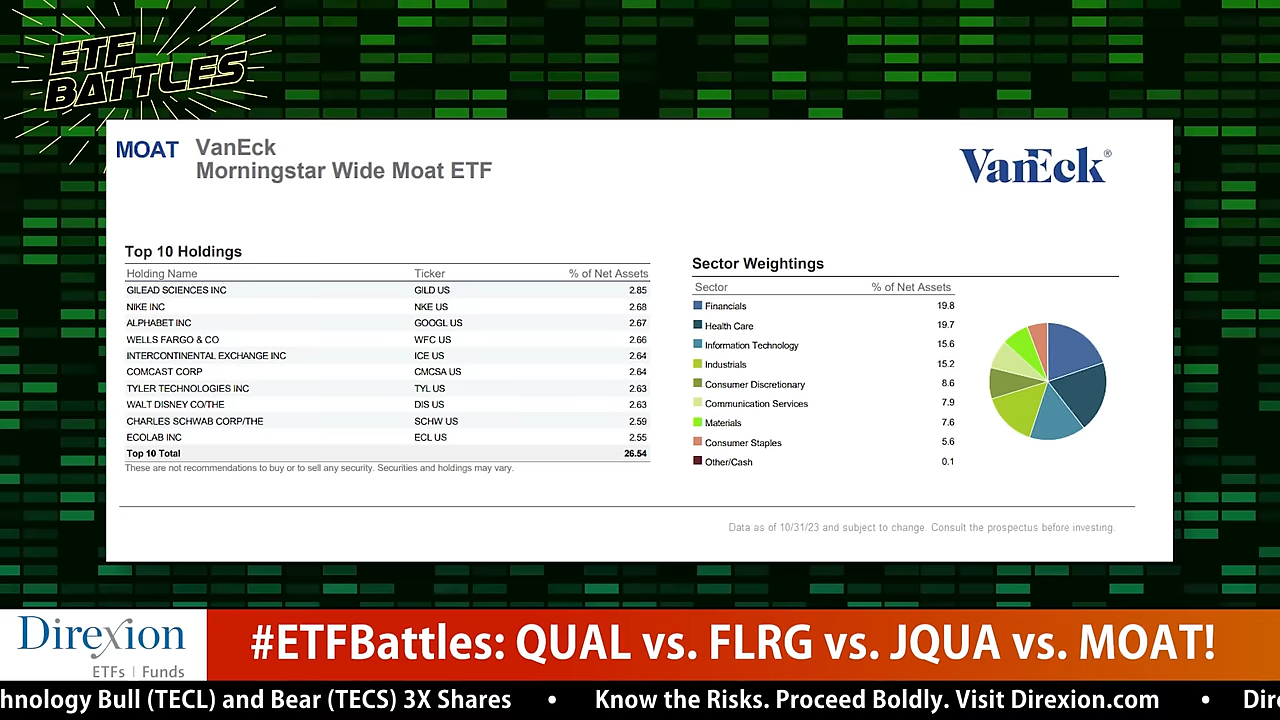 ETF
BATTLES
MOAT
VanEck
Morningstar Wide Moat ETF
VanEck®
Top 10 Holdings
Holding Name Ticker % of Net Assets
GILEAD SCIENCES INC GILD US 2.85
NIKE INC NKE US 2.68
ALPHABET INC GOOGL US 2.67
WELLS FARGO & CO WFC US 2.66
INTERCONTINENTAL EXCHANGE INC ICE US 2.64
COMCAST CORP CMCSA US 2.64
TYLER TECHNOLOGIES INC TYL US 2.63
WALT DISNEY CO/THE DIS US 2.63
CHARLES SCHWAB CORP/THE SCHW US 2.59
ECOLAB INC ECL US 2.55
Top 10 Total 26.54
These are not recommendations to buy or to sell any security. Securities and holdings may vary.
Sector Weightings
Sector % of Net Assets
Financials 19.8
Health Care 19.7
Information Technology 15.6
Industrials 15.2
Consumer Discretionary 8.6
Communication Services 7.9
Materials 7.6
Consumer Staples 5.6
Other/Cash 0.1
Data as of 10/31/23 and subject to change. Consult the prospectus before investing.
Direxion
ETFs | Funds
#ETFBattles: QUAL vs. FLRG vs. JQUA vs. MOAT!
hnology Bull (TECL) and Bear (TECS) 3X Shares • Know the Risks. Proceed Boldly. Visit Direxion.com • Dir